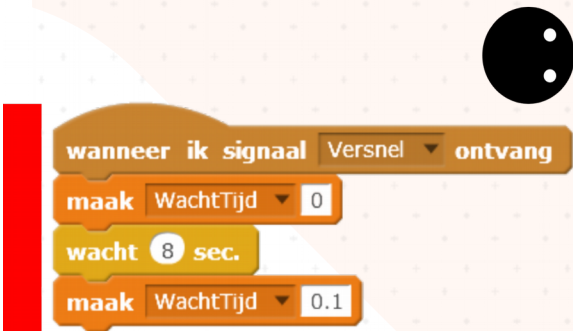 wanneer ik signaal Versnel ontvang
maak WachtTijd 0
wacht 8 sec.
maak WachtTijd 0.1